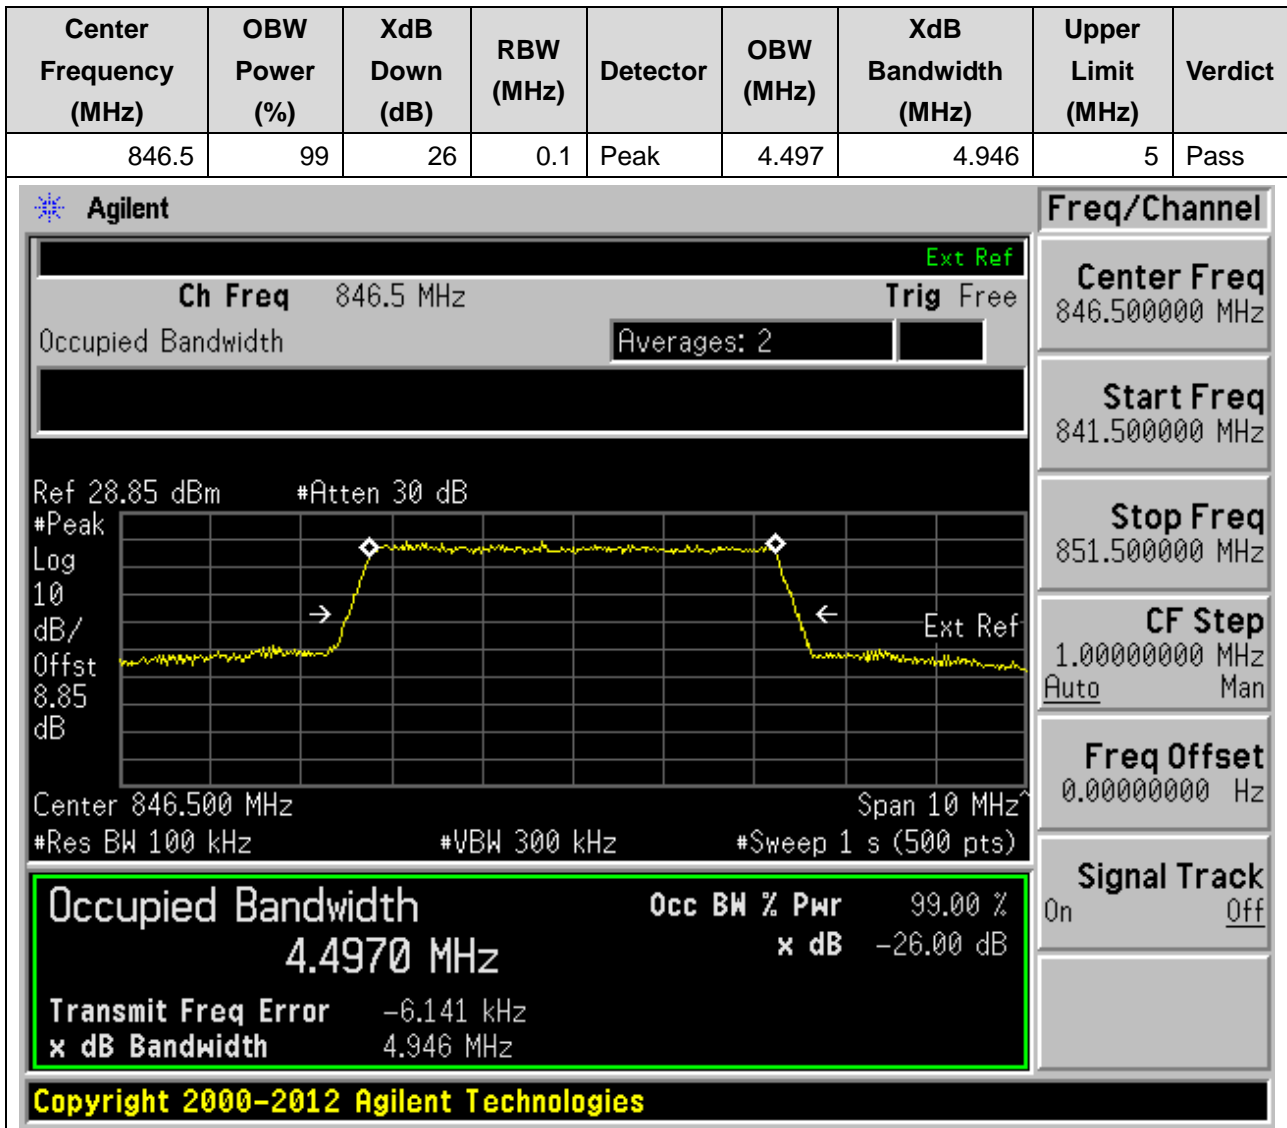 Center Frequency (MHz) OBW Power (%) XdB Down (dB) RBW (MHz) Detector OBW (MHz) XdB Bandwidth (MHz) Upper Limit (MHz) Verdict
846.5 99 26 0.1 Peak 4.497 4.946 5 Pass
Agilent
Ext Ref
Ch Freq 846.5 MHz Trig Free
Occupied Bandwidth Averages: 2
Ref 28.85 dBm #Atten 30 dB
#Peak
Log
10
dB/
Offst
8.85
dB
Ext Ref
Center 846.500 MHz Span 10 MHz^
#Res BW 100 kHz #VBW 300 kHz #Sweep 1 s (500 pts)
Occupied Bandwidth Occ BW % Pwr 99.00 %
4.4970 MHz x dB -26.00 dB
Transmit Freq Error -6.141 kHz
x dB Bandwidth 4.946 MHz
Copyright 2000-2012 Agilent Technologies
Freq/Channel
Center Freq
846.500000 MHz
Start Freq
841.500000 MHz
Stop Freq
851.500000 MHz
CF Step
1.00000000 MHz
Auto Man
Freq Offset
0.00000000 Hz
Signal Track
On Off